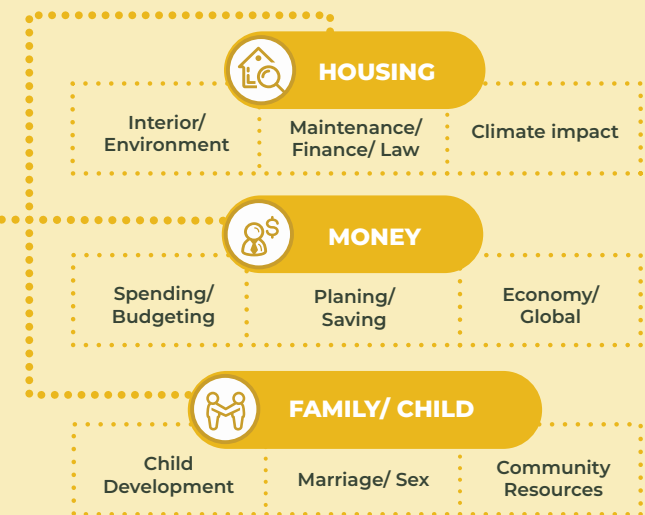 HOUSING
Interior/
Environment
Maintenance/
Finance/ Law
Climate impact
MONEY
Spending/
Budgeting
Planing/
Saving
Economy/
Global
FAMILY/ CHILD
Child
Development
Marriage/ Sex
Community
Resources